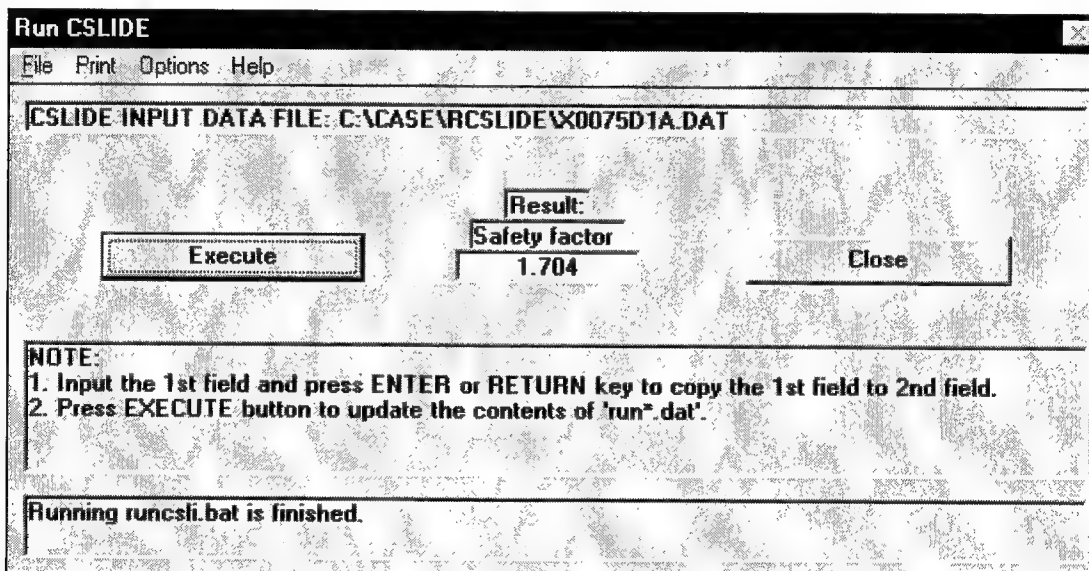 Run CSLIDE
File Print Options Help
CSLIDE INPUT DATA FILE: C:\CASE\RCSLIDE\X0075D1A.DAT
Result:
Safety factor
Execute
1.704
Close
NOTE:
1. Input the 1st field and press ENTER or RETURN key to copy the 1st field to 2nd field.
2. Press EXECUTE button to update the contents of 'run*.dat'.
Running runcsli.bat is finished.